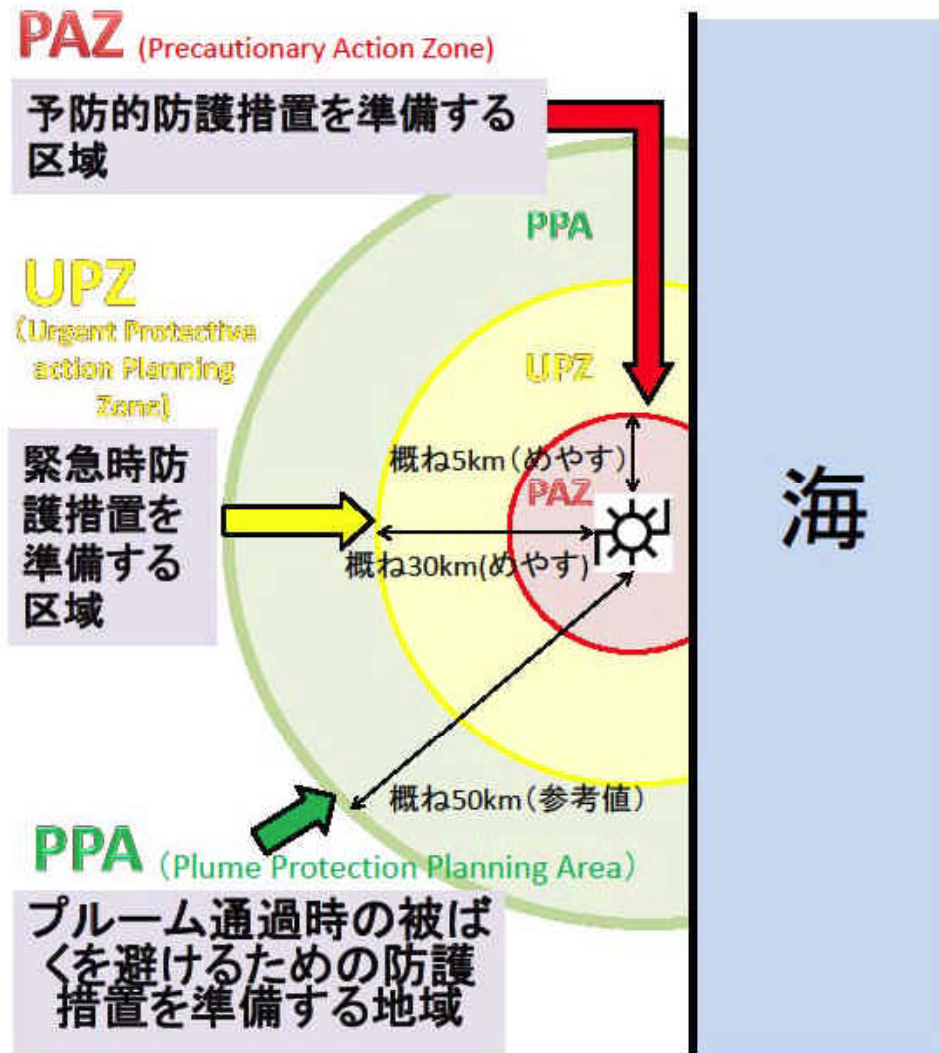 PAZ (Precautionary Action Zone)
予防的防護措置を準備する
区域
PPA
UPZ
(Urgent Protective
action Planning
Zone)
UPZ
緊急時防
護措置を
準備する
区域
概ね5km(めやす)
PAZ
概ね30km(めやす)
海
概ね50km(参考値)
PPA (Plume Protection Planning Area)
プルーム通過時の被ば
くを避けるための防護
措置を準備する地域